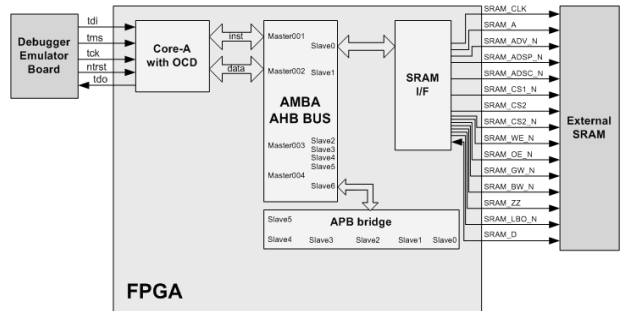 Debugger
Emulator
Board
tdi
tms
tck
ntrst
tdo
Core-A
with OCD
inst
data
Master001
Master002
Master003
Master004
Slave0
Slave1
AMBA
AHB BUS
Slave2
Slave3
Slave4
Slave5
Slave6
SRAM
I/F
SRAM_CLK
SRAM_A
SRAM_ADV_N
SRAM_ADSP_N
SRAM_ADSC_N
SRAM_CS1_N
SRAM_CS2
SRAM_CS2_N
SRAM_WE_N
SRAM_OE_N
SRAM_GW_N
SRAM_BW_N
SRAM_ZZ
SRAM_LBO_N
SRAM_D
External
SRAM
Slave5
APB bridge
Slave4 Slave3 Slave2 Slave1 Slave0
FPGA